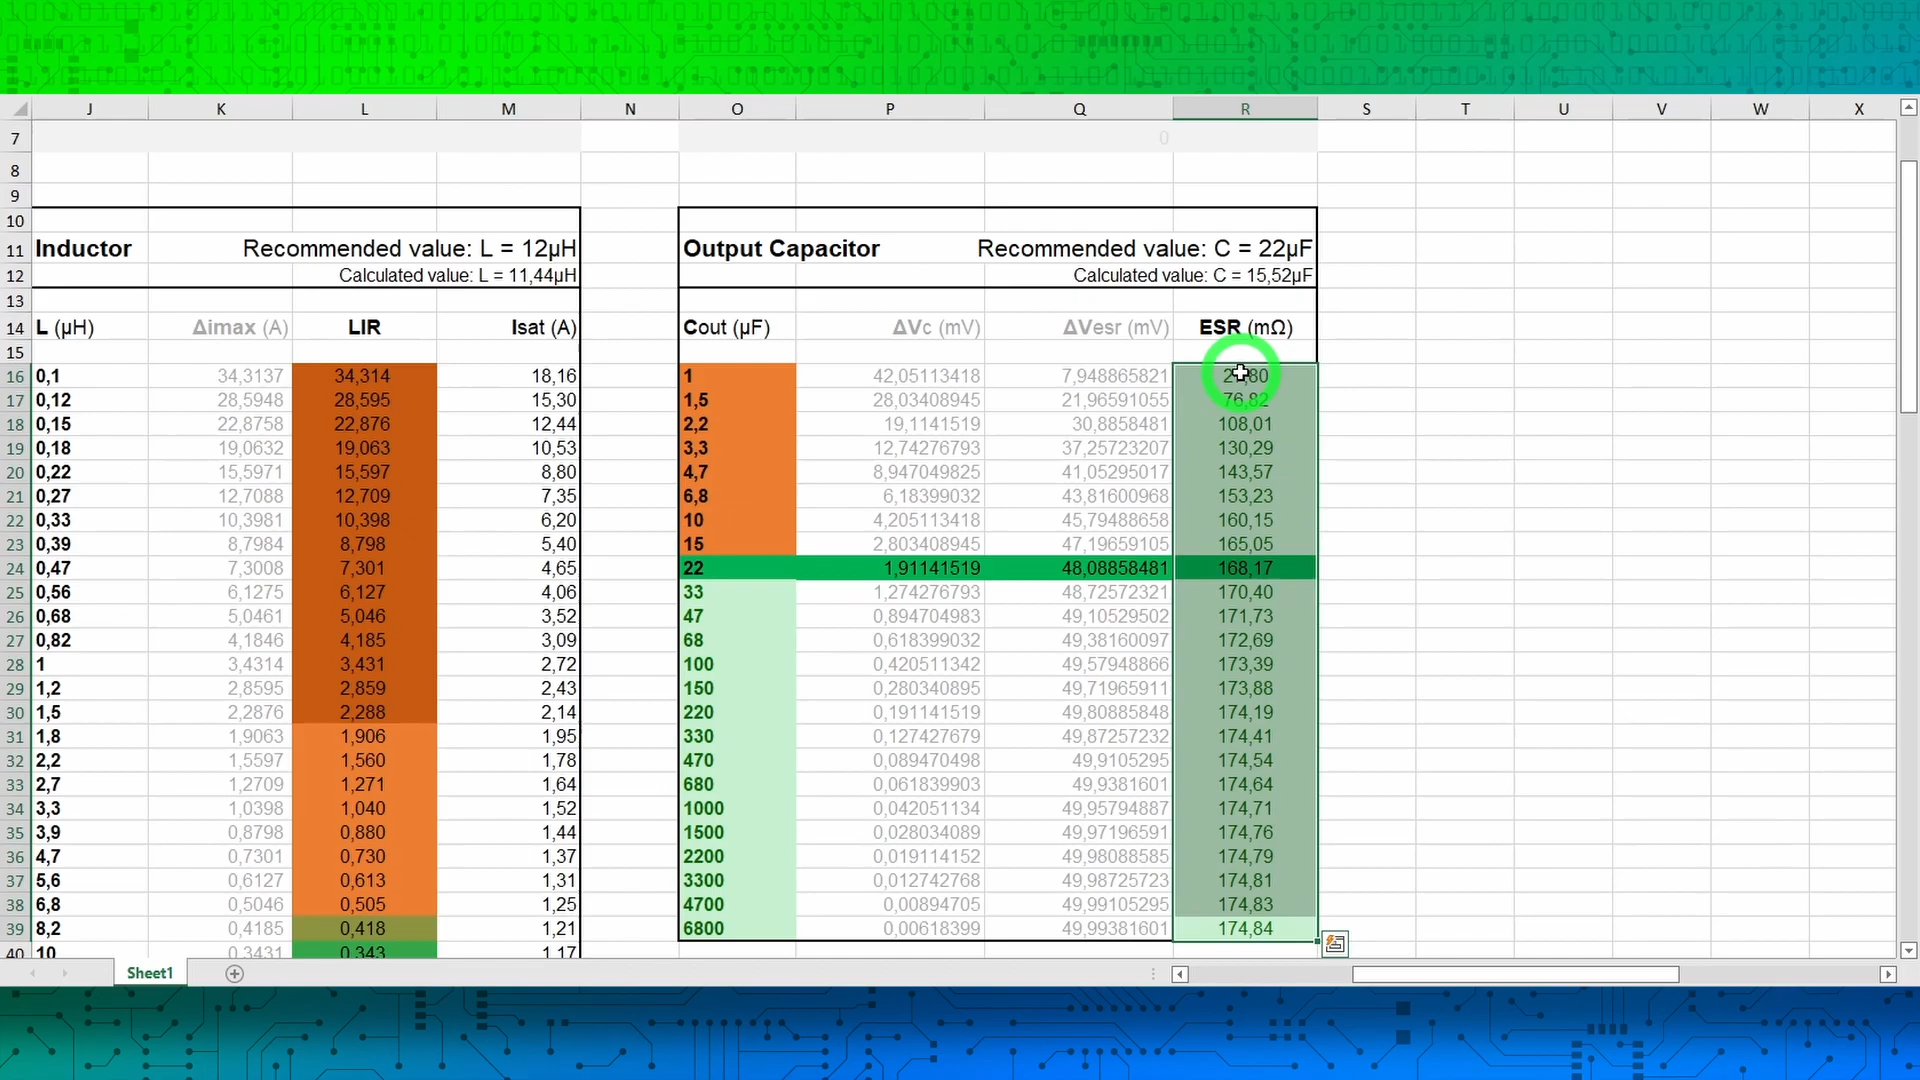 J K L M N O P Q R S T U V W X
7 0
8
9
10
11 Inductor Recommended value: L = 12µH Output Capacitor Recommended value: C = 22µF
12 Calculated value: L = 11,44µH Calculated value: C = 15,52µF
13
14 L (µH) Δimax (A) LIR Isat (A) Cout (µF) ΔVc (mV) ΔVesr (mV) ESR (mΩ)
15
16 0,1 34,3137 34,314 18,16 1 42,05113418 7,948865821
17 0,12 28,5948 28,595 15,30 1,5 28,03408945 21,96591055 76,82
18 0,15 22,8758 22,876 12,44 2,2 19,1141519 30,8858481 108,01
19 0,18 19,0632 19,063 10,53 3,3 12,74276793 37,25723207 130,29
20 0,22 15,5971 15,597 8,80 4,7 8,947049825 41,05295017 143,57
21 0,27 12,7088 12,709 7,35 6,8 6,18399032 43,81600968 153,23
22 0,33 10,3981 10,398 6,20 10 4,205113418 45,79488658 160,15
23 0,39 8,7984 8,798 5,40 15 2,803408945 47,19659105 165,05
24 0,47 7,3008 7,301 4,65 22 1,91141519 48,08858481 168,17
25 0,56 6,1275 6,127 4,06 33 1,274276793 48,72572321 170,40
26 0,68 5,0461 5,046 3,52 47 0,894704983 49,10529502 171,73
27 0,82 4,1846 4,185 3,09 68 0,618399032 49,38160097 172,69
28 1 3,4314 3,431 2,72 100 0,420511342 49,57948866 173,39
29 1,2 2,8595 2,859 2,43 150 0,280340895 49,71965911 173,88
30 1,5 2,2876 2,288 2,14 220 0,191141519 49,80885848 174,19
31 1,8 1,9063 1,906 1,95 330 0,127427679 49,87257232 174,41
32 2,2 1,5597 1,560 1,78 470 0,089470498 49,9105295 174,54
33 2,7 1,2709 1,271 1,64 680 0,061839903 49,9381601 174,64
34 3,3 1,0398 1,040 1,52 1000 0,042051134 49,95794887 174,71
35 3,9 0,8798 0,880 1,44 1500 0,028034089 49,97196591 174,76
36 4,7 0,7301 0,730 1,37 2200 0,019114152 49,98088585 174,79
37 5,6 0,6127 0,613 1,31 3300 0,012742768 49,98725723 174,81
38 6,8 0,5046 0,505 1,25 4700 0,00894705 49,99105295 174,83
39 8,2 0,4185 0,418 1,21 6800 0,00618399 49,99381601 174,84
40 10 0,3431 0,343 1,17
Sheet1